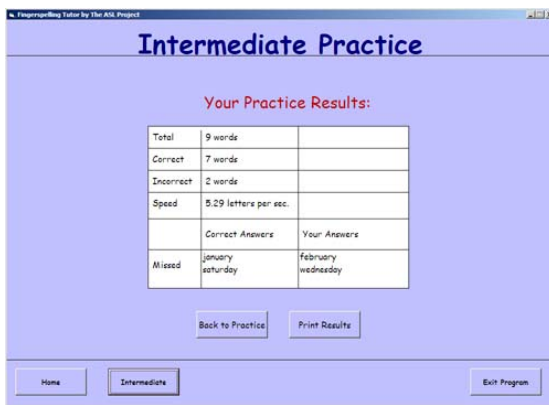 Fingerspelling Tutor by The ASL Project
Intermediate Practice
Your Practice Results:
Total 9 words
Correct 7 words
Incorrect 2 words
Speed 5.29 letters per sec.
Correct Answers Your Answers
Missed january february
saturday wednesday
Back to Practice Print Results
Home Intermediate Exit Program